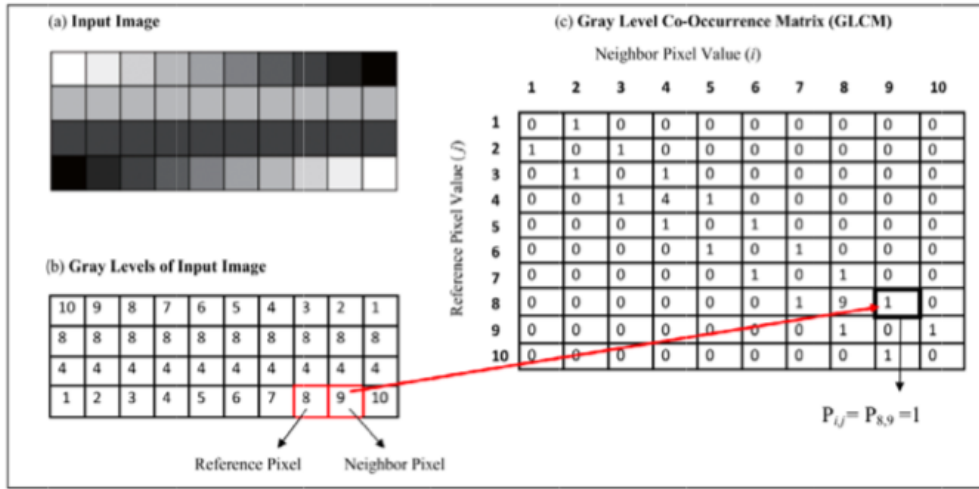 (a) Input Image
(b) Gray Levels of Input Image
10 9 8 7 6 5 4 3 2 1
8 8 8 8 8 8 8 8 8 8
4 4 4 4 4 4 4 4 4 4
1 2 3 4 5 6 7 8 9 10
Reference Pixel Neighbor Pixel
(c) Gray Level Co-Occurrence Matrix (GLCM)
Neighbor Pixel Value (i)
Reference Pixel Value (j)
1 2 3 4 5 6 7 8 9 10
1 0 1 0 0 0 0 0 0 0 0
2 1 0 1 0 0 0 0 0 0 0
3 0 1 0 1 0 0 0 0 0 0
4 0 0 1 4 1 0 0 0 0 0
5 0 0 0 1 0 1 0 0 0 0
6 0 0 0 0 1 0 1 0 0 0
7 0 0 0 0 0 1 0 1 0 0
8 0 0 0 0 0 0 1 9 1 0
9 0 0 0 0 0 0 0 1 0 1
10 0 0 0 0 0 0 0 0 1 0
Pi,j= P8,9 =1